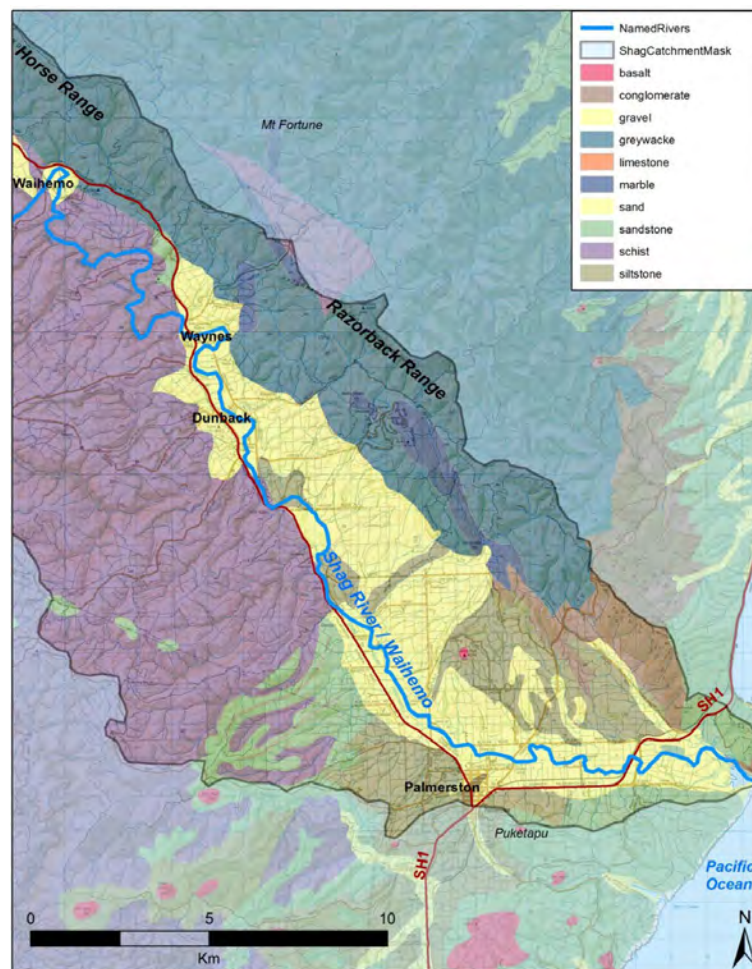 NamedRivers
ShagCatchmentMask
basalt
conglomerate
gravel
greywacke
limestone
marble
sand
sandstone
schist
siltstone
Horse Range
Mt Fortune
Waihemo
Razorback Range
Waynes
Dunback
Shag River / Waihemo
SH1
Palmerston
Puketapu
SH1
Pacific
Ocean
0 5 10
Km
N